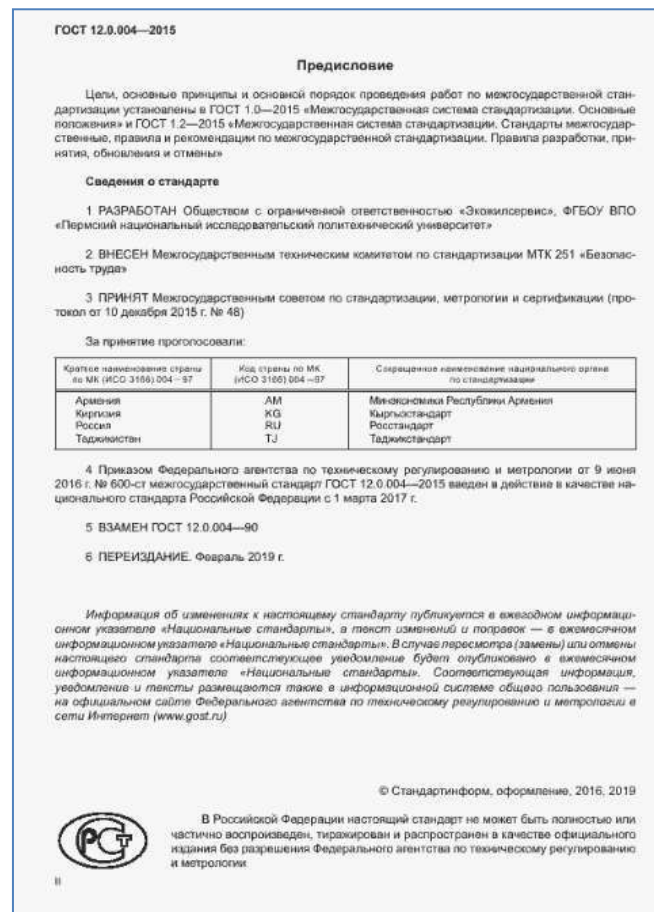 ГОСТ 12.0.004—2015
Предисловие
Цели, основные принципы и основной порядок проведения работ по межгосударственной стан-
дартизации установлены в ГОСТ 1.0—2015 «Межгосударственная система стандартизации. Основные
положения» и ГОСТ 1.2—2015 «Межгосударственная система стандартизации. Стандарты межгосудар-
ственные, правила и рекомендации по межгосударственной стандартизации. Правила разработки, при-
нятия, обновления и отмены»
Сведения о стандарте
1 РАЗРАБОТАН Обществом с ограниченной ответственностью «Экожилсервис», ФГБОУ ВПО
«Пермский национальный исследовательский политехнический университет»
2 ВНЕСЕН Межгосударственным техническим комитетом по стандартизации МТК 251 «Безопас-
ность труда»
3 ПРИНЯТ Межгосударственным советом по стандартизации, метрологии и сертификации (про-
токол от 10 декабря 2015 г. № 48)
За принятие проголосовали:
Краткое наименование страны по МК (ИСО 3166) 004—97
Код страны по МК (ИСО 3166) 004—97
Сокращенное наименование национального органа по стандартизации
Армения AM Минэкономики Республики Армения
Киргизия KG Кыргызстандарт
Россия RU Росстандарт
Таджикистан TJ Таджикстандарт
4 Приказом Федерального агентства по техническому регулированию и метрологии от 9 июня
2016 г. № 600-ст межгосударственный стандарт ГОСТ 12.0.004—2015 введен в действие в качестве на-
ционального стандарта Российской Федерации с 1 марта 2017 г.
5 ВЗАМЕН ГОСТ 12.0.004—90
6 ПЕРЕИЗДАНИЕ. Февраль 2019 г.
Информация об изменениях к настоящему стандарту публикуется в ежегодном информаци-
онном указателе «Национальные стандарты», а текст изменений и поправок — в ежемесячном
информационном указателе «Национальные стандарты». В случае пересмотра (замены) или отмены
настоящего стандарта соответствующее уведомление будет опубликовано в ежемесячном
информационном указателе «Национальные стандарты». Соответствующая информация,
уведомление и тексты размещаются также в информационной системе общего пользования —
на официальном сайте Федерального агентства по техническому регулированию и метрологии в
сети Интернет (www.gost.ru)
© Стандартинформ, оформление, 2016, 2019
В Российской Федерации настоящий стандарт не может быть полностью или
частично воспроизведен, тиражирован и распространен в качестве официального
издания без разрешения Федерального агентства по техническому регулированию
и метрологии
II